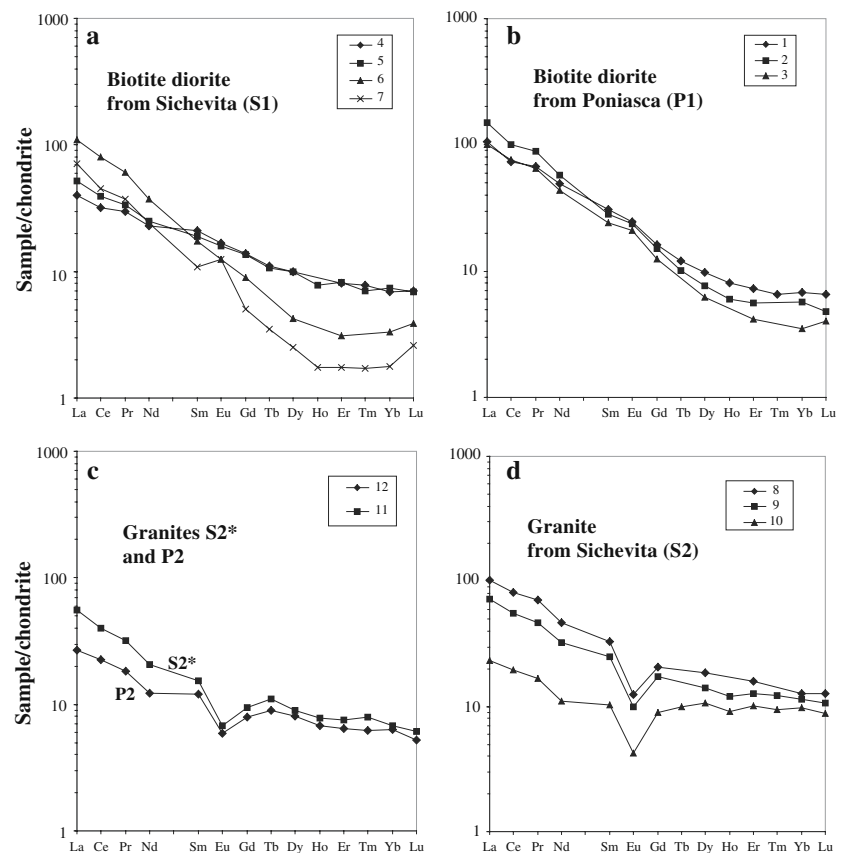 a
Biotite diorite
from Sichevita (S1)
4
5
6
7
Sample/chondrite
1000
100
10
1
La Ce Pr Nd Sm Eu Gd Tb Dy Ho Er Tm Yb Lu
b
Biotite diorite
from Poniasca (P1)
1
2
3
1000
100
10
1
La Ce Pr Nd Sm Eu Gd Tb Dy Ho Er Tm Yb Lu
c
Granites S2*
and P2
12
11
S2*
P2
Sample/chondrite
1000
100
10
1
La Ce Pr Nd Sm Eu Gd Tb Dy Ho Er Tm Yb Lu
d
Granite
from Sichevita (S2)
8
9
10
1000
100
10
1
La Ce Pr Nd Sm Eu Gd Tb Dy Ho Er Tm Yb Lu